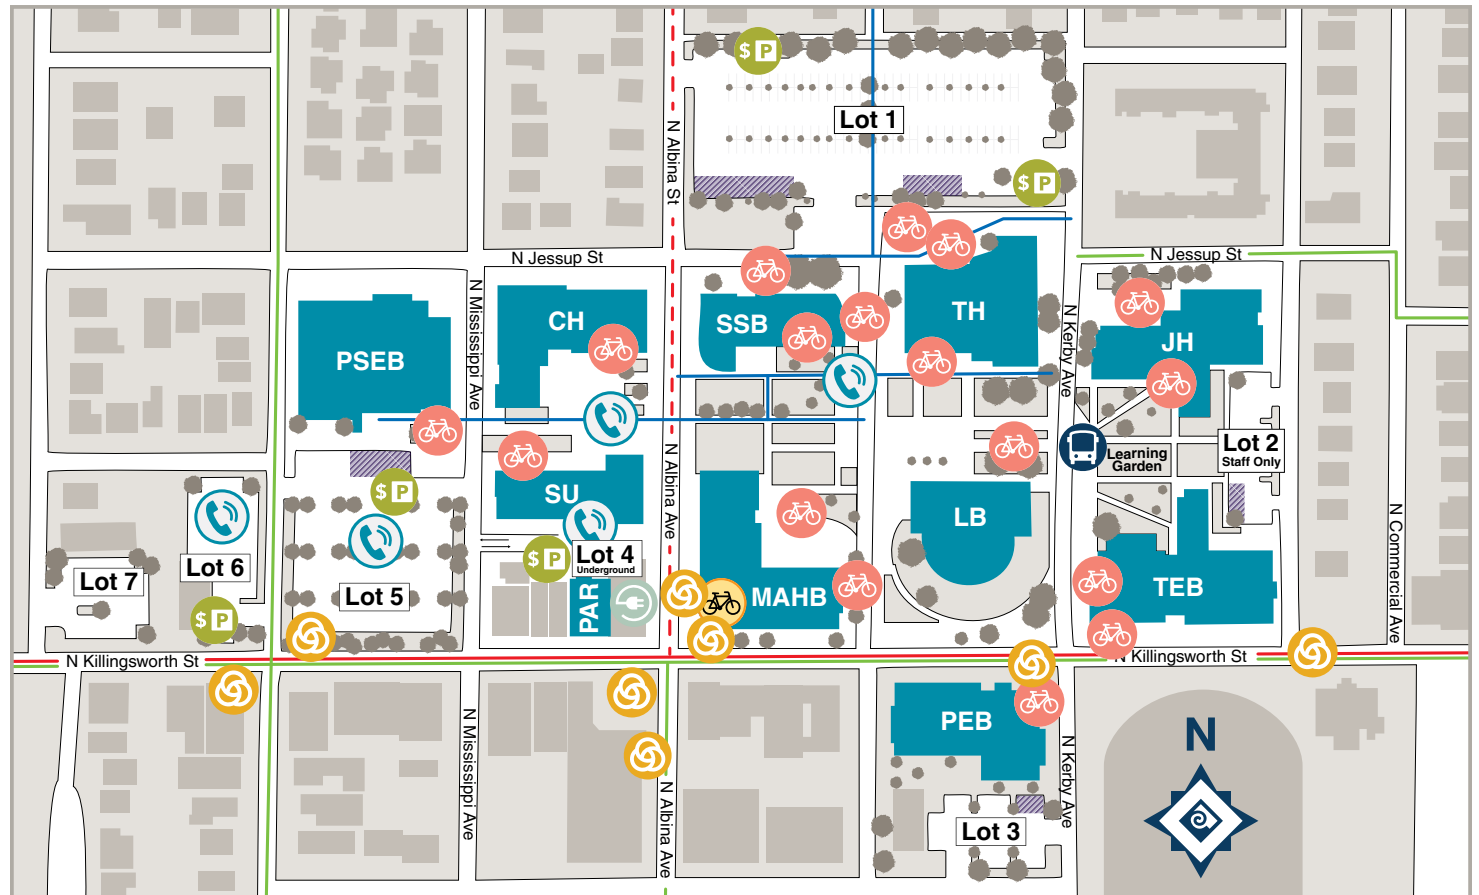 $ P
Lot 1
N Albina St
$ P
N Jessup St
N Jessup St
N Mississippi Ave
CH
SSB
TH
N Kerby Ave
JH
PSEB
N Albina Ave
Learning
Garden
Lot 2
Staff Only
$ P
SU
LB
N Commercial Ave
$ P
Lot 4
Underground
Lot 6
Lot 7
Lot 5
PAR
MAHB
TEB
$ P
N Killingsworth St
N Killingsworth St
N Mississippi Ave
PEB
N Kerby Ave
N
N Albina Ave
Lot 3